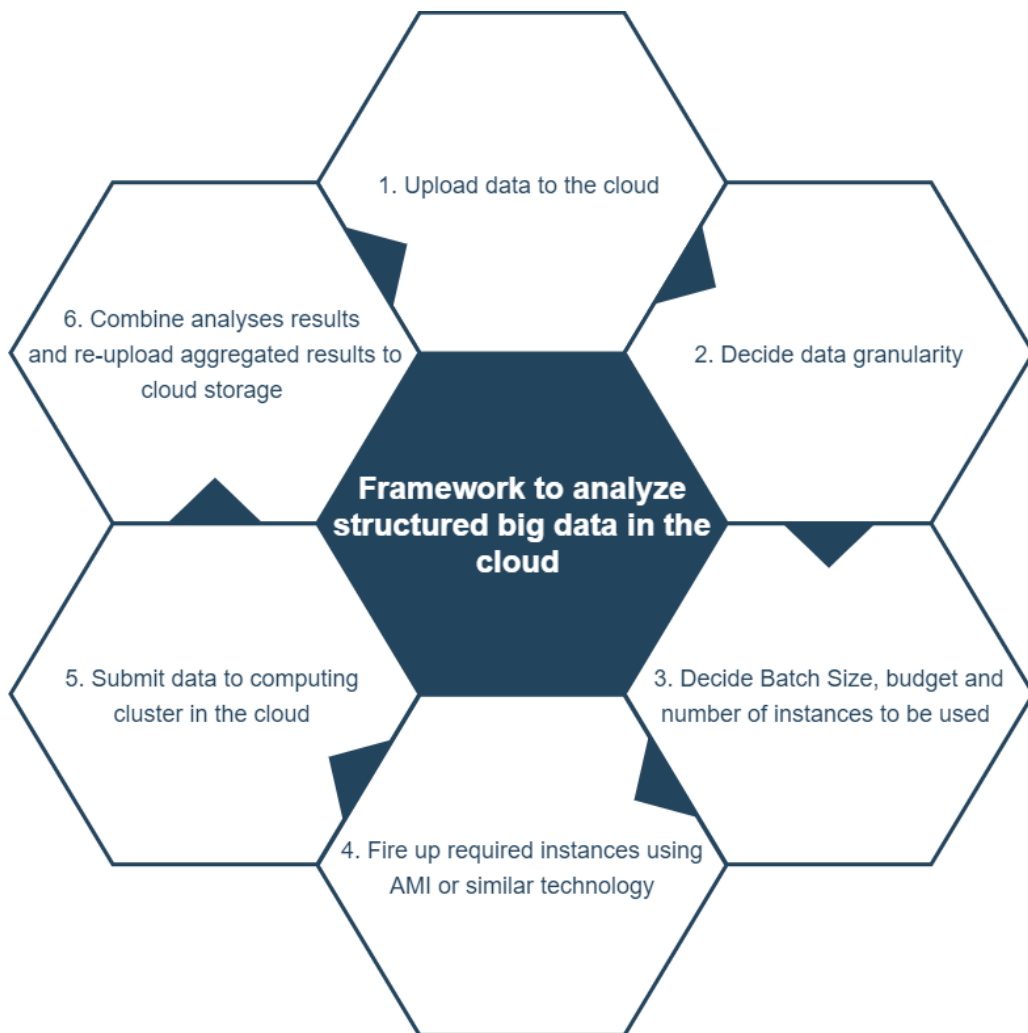 1. Upload data to the cloud
2. Decide data granularity
3. Decide Batch Size, budget and
number of instances to be used
4. Fire up required instances using
AMI or similar technology
5. Submit data to computing
cluster in the cloud
6. Combine analyses results
and re-upload aggregated results to
cloud storage
Framework to analyze
structured big data in the
cloud